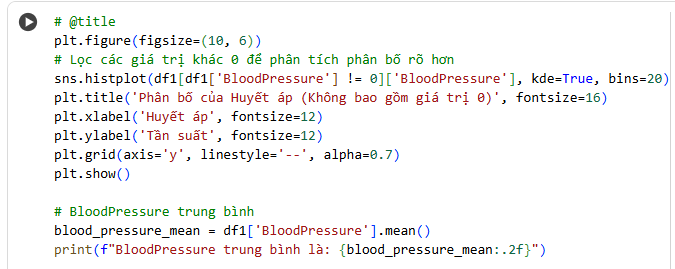 # @title
plt.figure(figsize=(10, 6))
# Lọc các giá trị khác 0 để phân tích phân bố rõ hơn
sns.histplot(df1[df1['BloodPressure'] != 0]['BloodPressure'], kde=True, bins=20)
plt.title('Phân bố của Huyết áp (Không bao gồm giá trị 0)', fontsize=16)
plt.xlabel('Huyết áp', fontsize=12)
plt.ylabel('Tần suất', fontsize=12)
plt.grid(axis='y', linestyle='--', alpha=0.7)
plt.show()

# BloodPressure trung bình
blood_pressure_mean = df1['BloodPressure'].mean()
print(f"BloodPressure trung bình là: {blood_pressure_mean:.2f}")